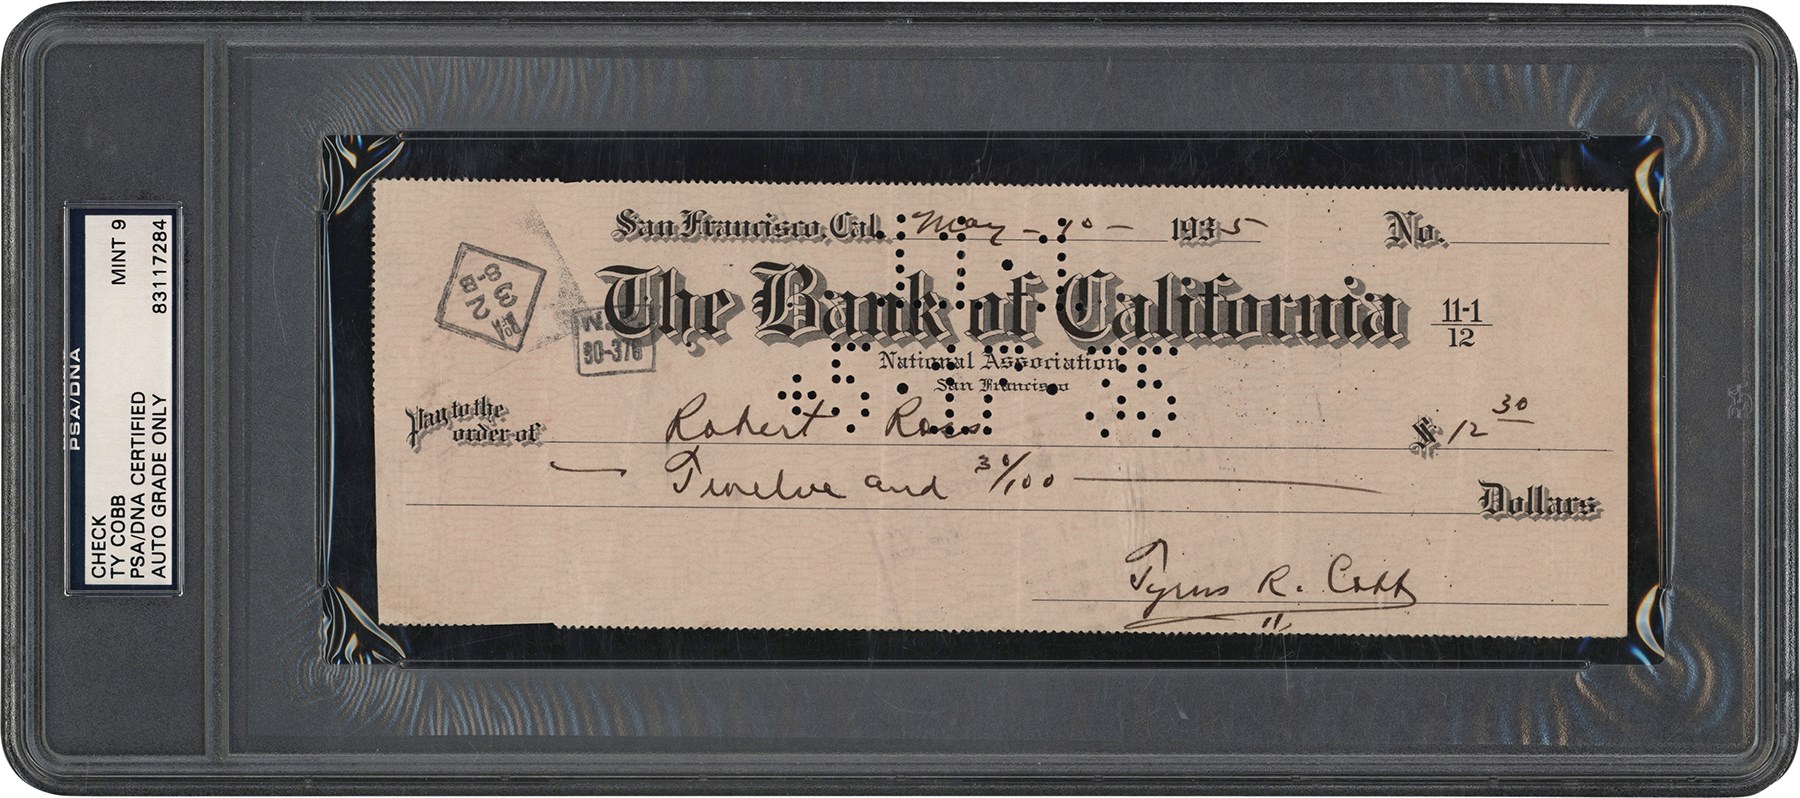 PSA/DNA
CHECK MINT 9
TY COBB
PSA/DNA CERTIFIED 83117284
AUTO GRADE ONLY
San Francisco, Cal. May - 10 - 1935 No.
The Bank of California
11-1
12
National Association
San Francisco
32
8-B
30-376
Pay to the
order of Robert Ross $ 12 30
Twelve and 30/100 Dollars
Tyrus R. Cobb